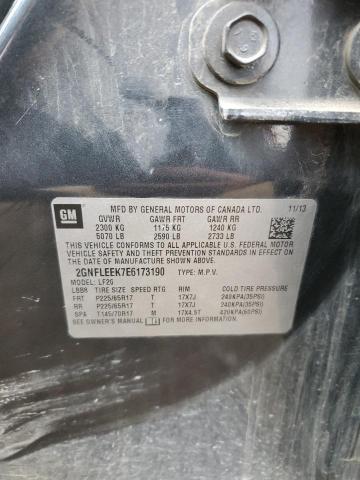 GM
MFD BY GENERAL MOTORS OF CANADA LTD. 11/13
GVWR GAWR FRT GAWR RR
2300 KG 1175 KG 1240 KG
5070 LB 2590 LB 2733 LB
THIS VEHICLE CONFORMS TO ALL APPLICABLE U.S. FEDERAL MOTOR
VEHICLE SAFETY, BUMPER, AND THEFT PREVENTION STANDARDS
IN EFFECT ON THE DATE OF MANUFACTURE SHOWN ABOVE.
2GNFLEEK7E6173190 TYPE: M.P.V.
MODEL: LF26
TIRE SIZE SPEED RTG RIM COLD TIRE PRESSURE
FRT P225/65R17 T 17X7J 240KPA(35PSI)
RR P225/65R17 T 17X7J 240KPA(35PSI)
SPA T145/70R17 M 17X4.5T 420KPA(60PSI)
SEE OWNER'S MANUAL FOR ADDITIONAL INFORMATION.